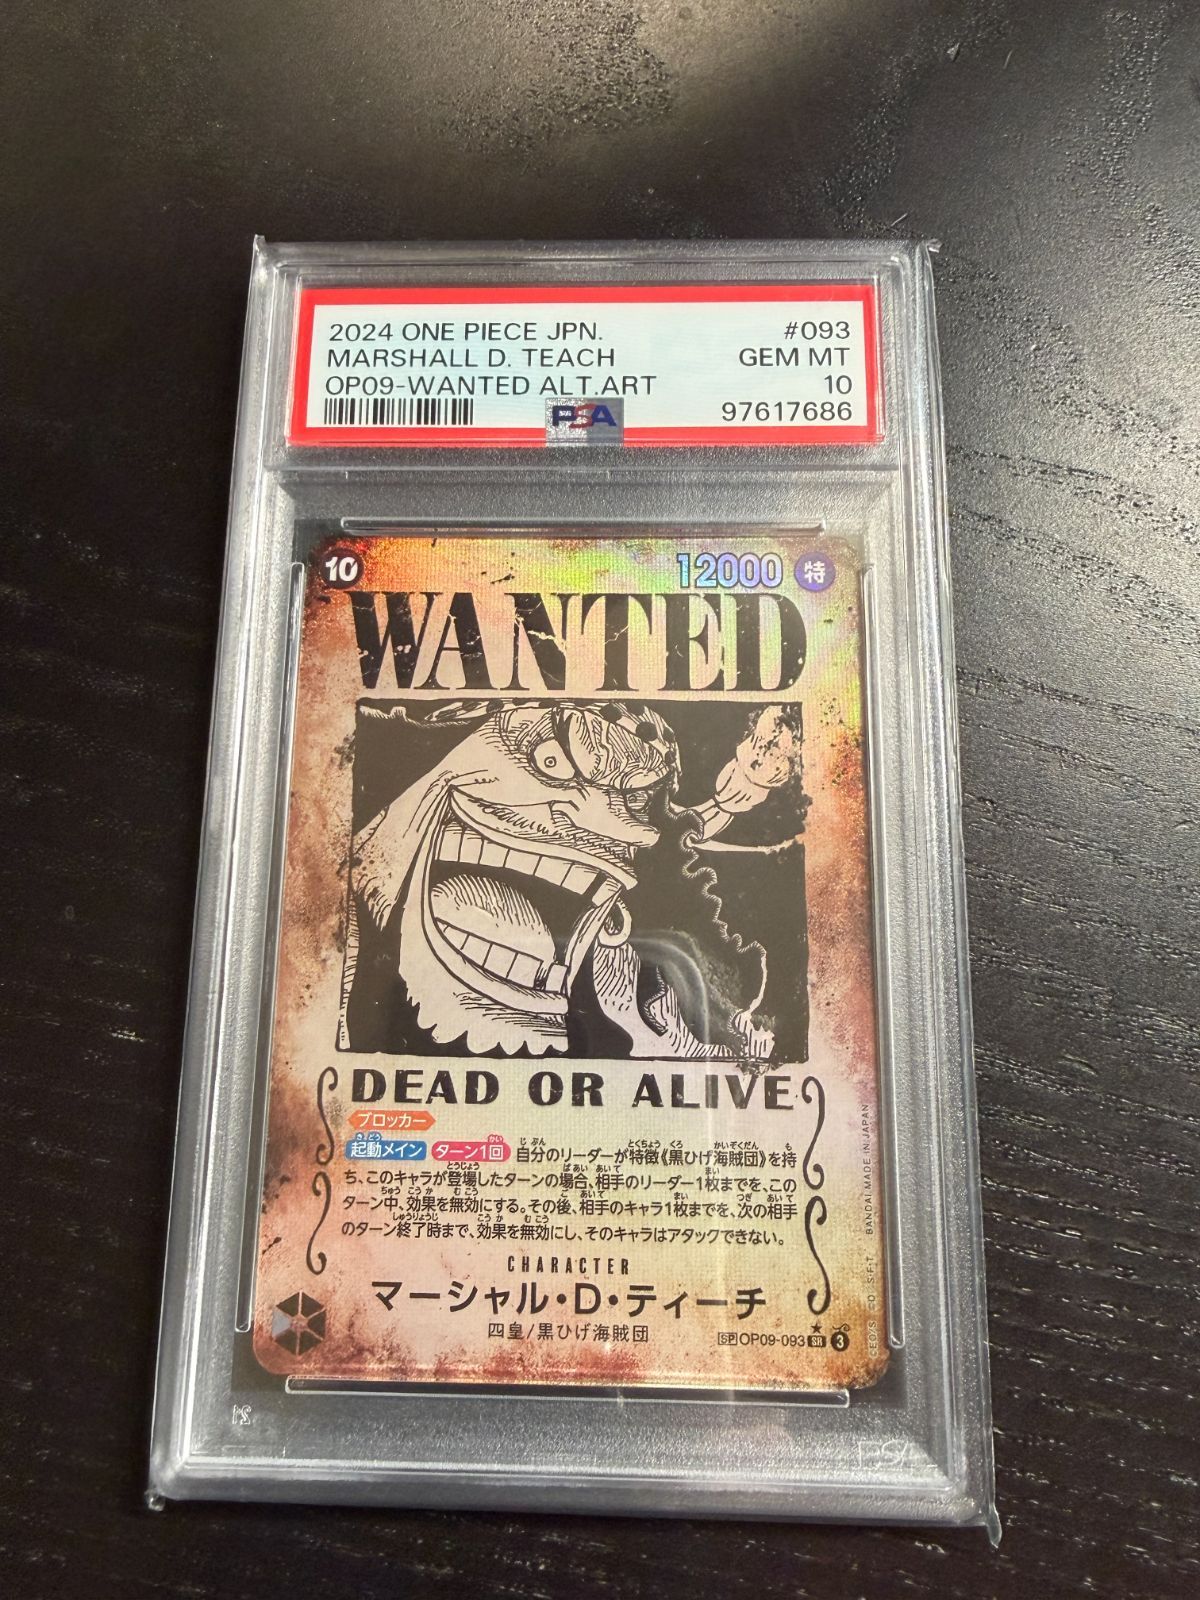 2024 ONE PIECE JPN. #093
MARSHALL D. TEACH GEM MT
OP09-WANTED ALT.ART 10
PSA 97617686
10 12000 特
WANTED
DEAD OR ALIVE
ブロッカー
起動メイン ターン1回 自分のリーダーが特徴《黒ひげ海賊団》を持
ち、このキャラが登場したターンの場合、相手のリーダー1枚までを、この
ターン中、効果を無効にする。その後、相手のキャラ1枚までを、次の相手
のターン終了時まで、効果を無効にし、そのキャラはアタックできない。
CHARACTER
マーシャル・D・ティーチ
四皇/黒ひげ海賊団
SP OP09-093 SR 3
BANDAI MADE IN JAPAN